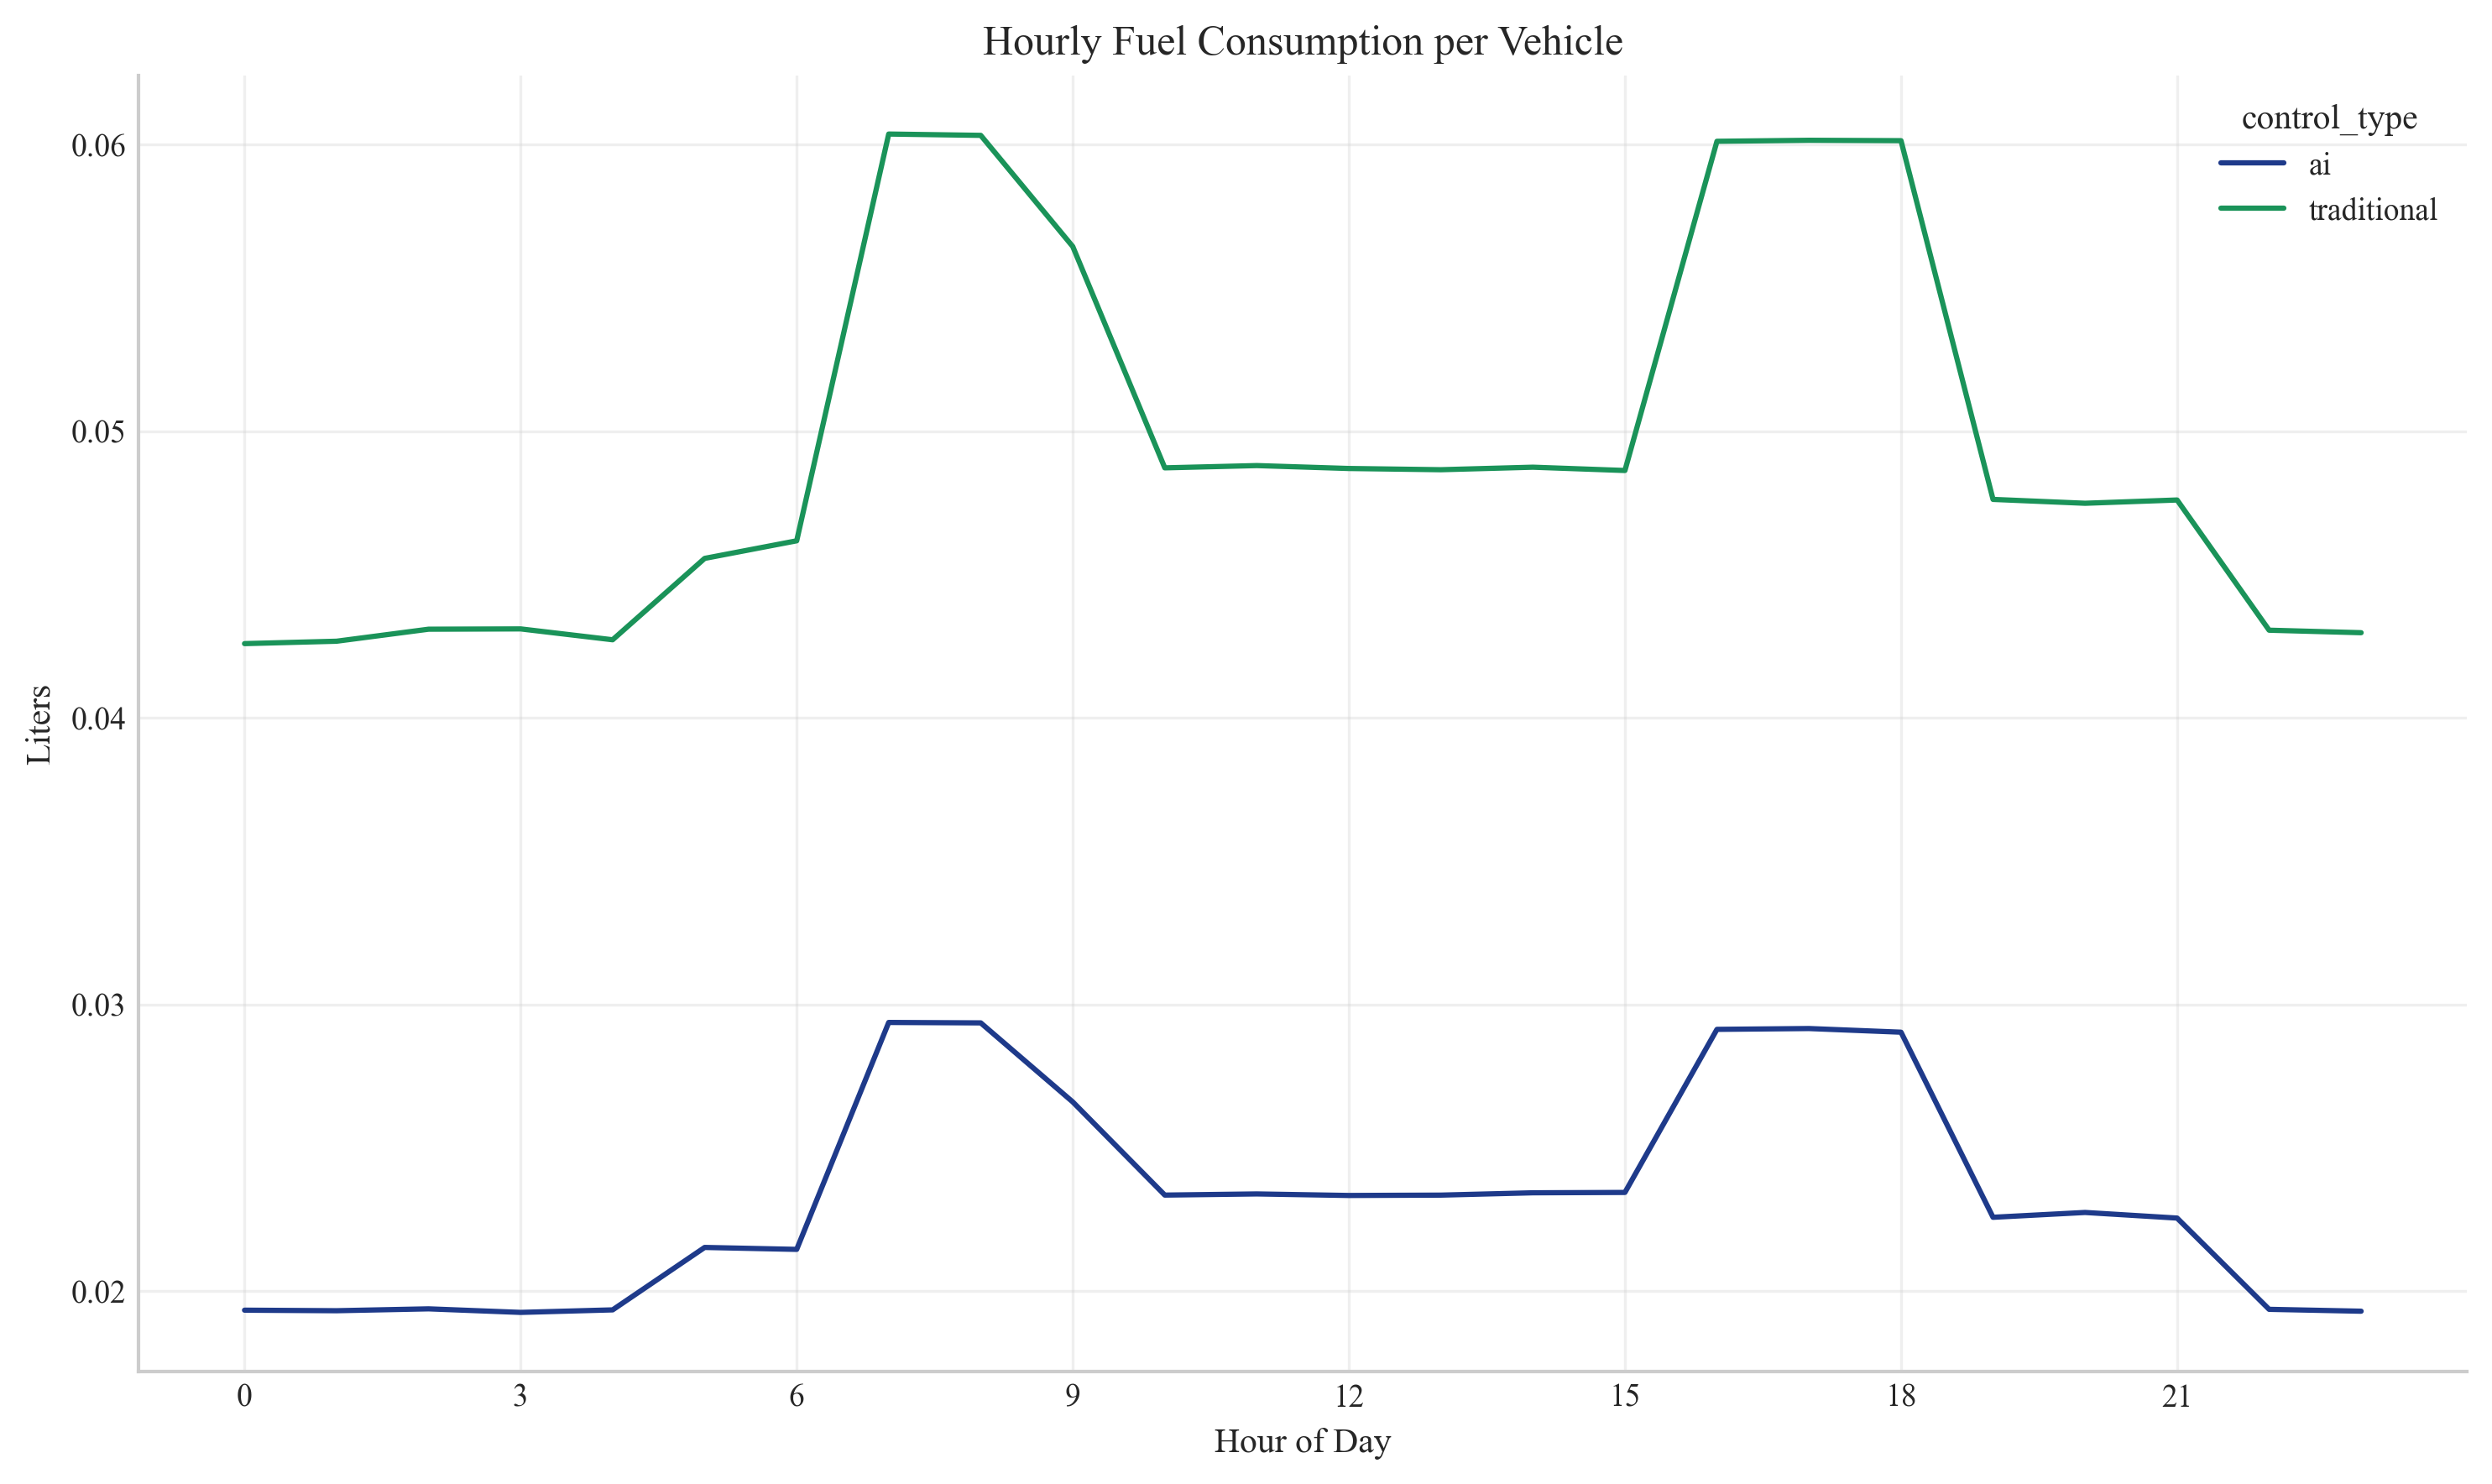 Hourly Fuel Consumption per Vehicle
control_type
ai
traditional
Liters
0.06
0.05
0.04
0.03
0.02
0 3 6 9 12 15 18 21
Hour of Day